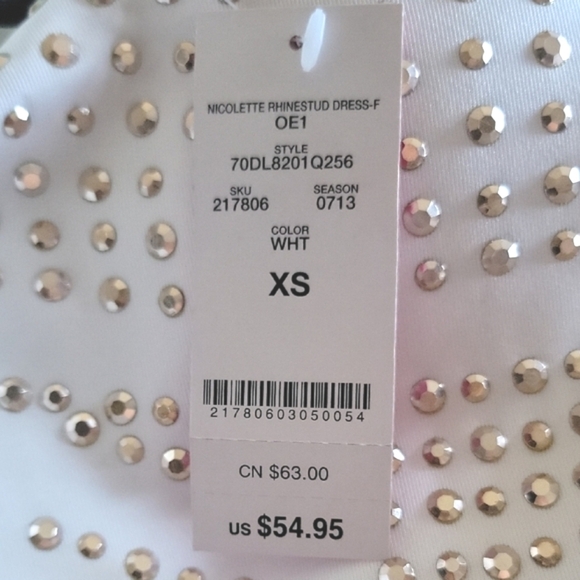 NICOLETTE RHINESTUD DRESS-F
OE1
STYLE
70DL8201Q256
SKU SEASON
217806 0713
COLOR
WHT
XS
21780603050054
CN $63.00
US $54.95